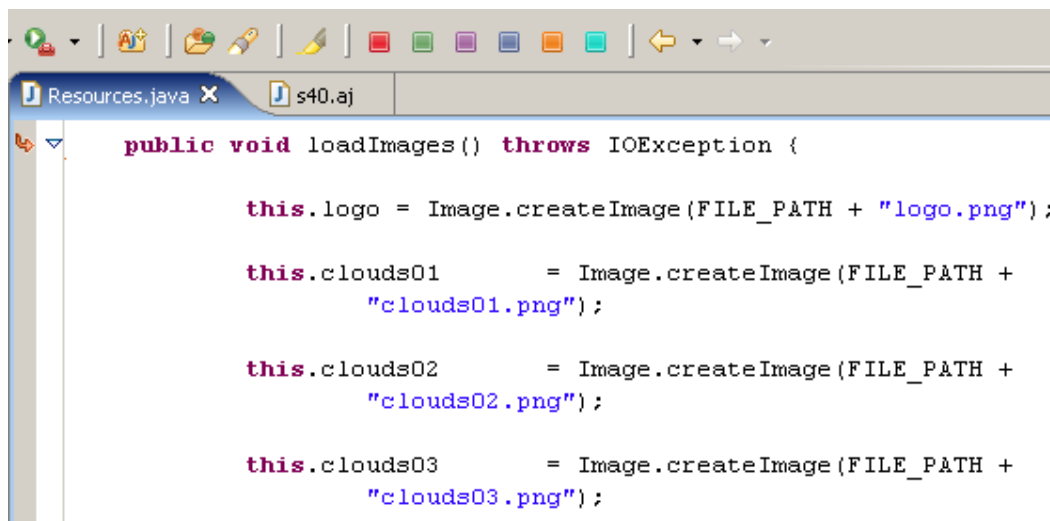 Resources.java
s40.aj
public void loadImages() throws IOException {
this.logo = Image.createImage(FILE_PATH + "logo.png");
this.clouds01 = Image.createImage(FILE_PATH +
"clouds01.png");
this.clouds02 = Image.createImage(FILE_PATH +
"clouds02.png");
this.clouds03 = Image.createImage(FILE_PATH +
"clouds03.png");